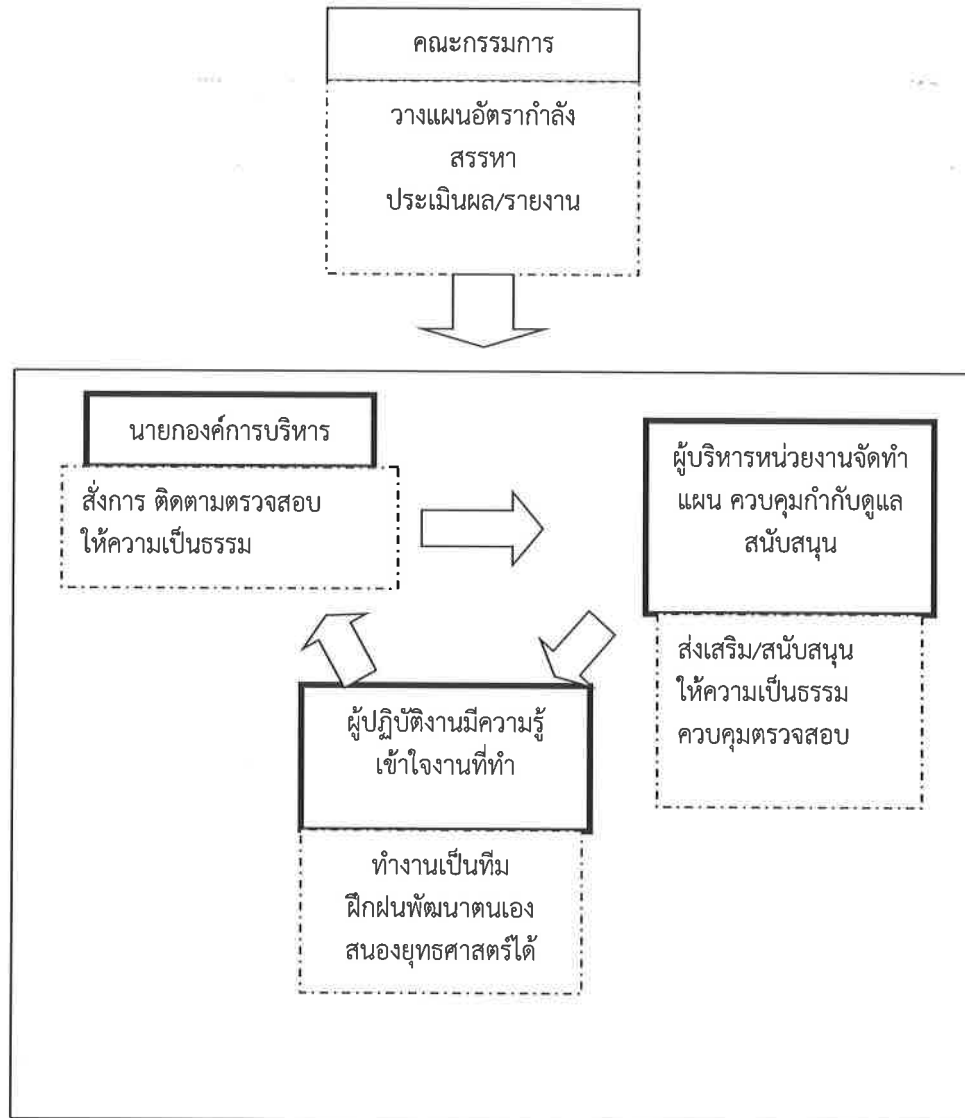 คณะกรรมการ
วางแผนอัตรากำลัง
สรรหา
ประเมินผล/รายงาน
นายกองค์การบริหาร
สั่งการ ติดตามตรวจสอบ
ให้ความเป็นธรรม
ผู้บริหารหน่วยงานจัดทำ
แผน ควบคุมกำกับดูแล
สนับสนุน
ส่งเสริม/สนับสนุน
ให้ความเป็นธรรม
ควบคุมตรวจสอบ
ผู้ปฏิบัติงานมีความรู้
เข้าใจงานที่ทำ
ทำงานเป็นทีม
ฝึกฝนพัฒนาตนเอง
สนองยุทธศาสตร์ได้